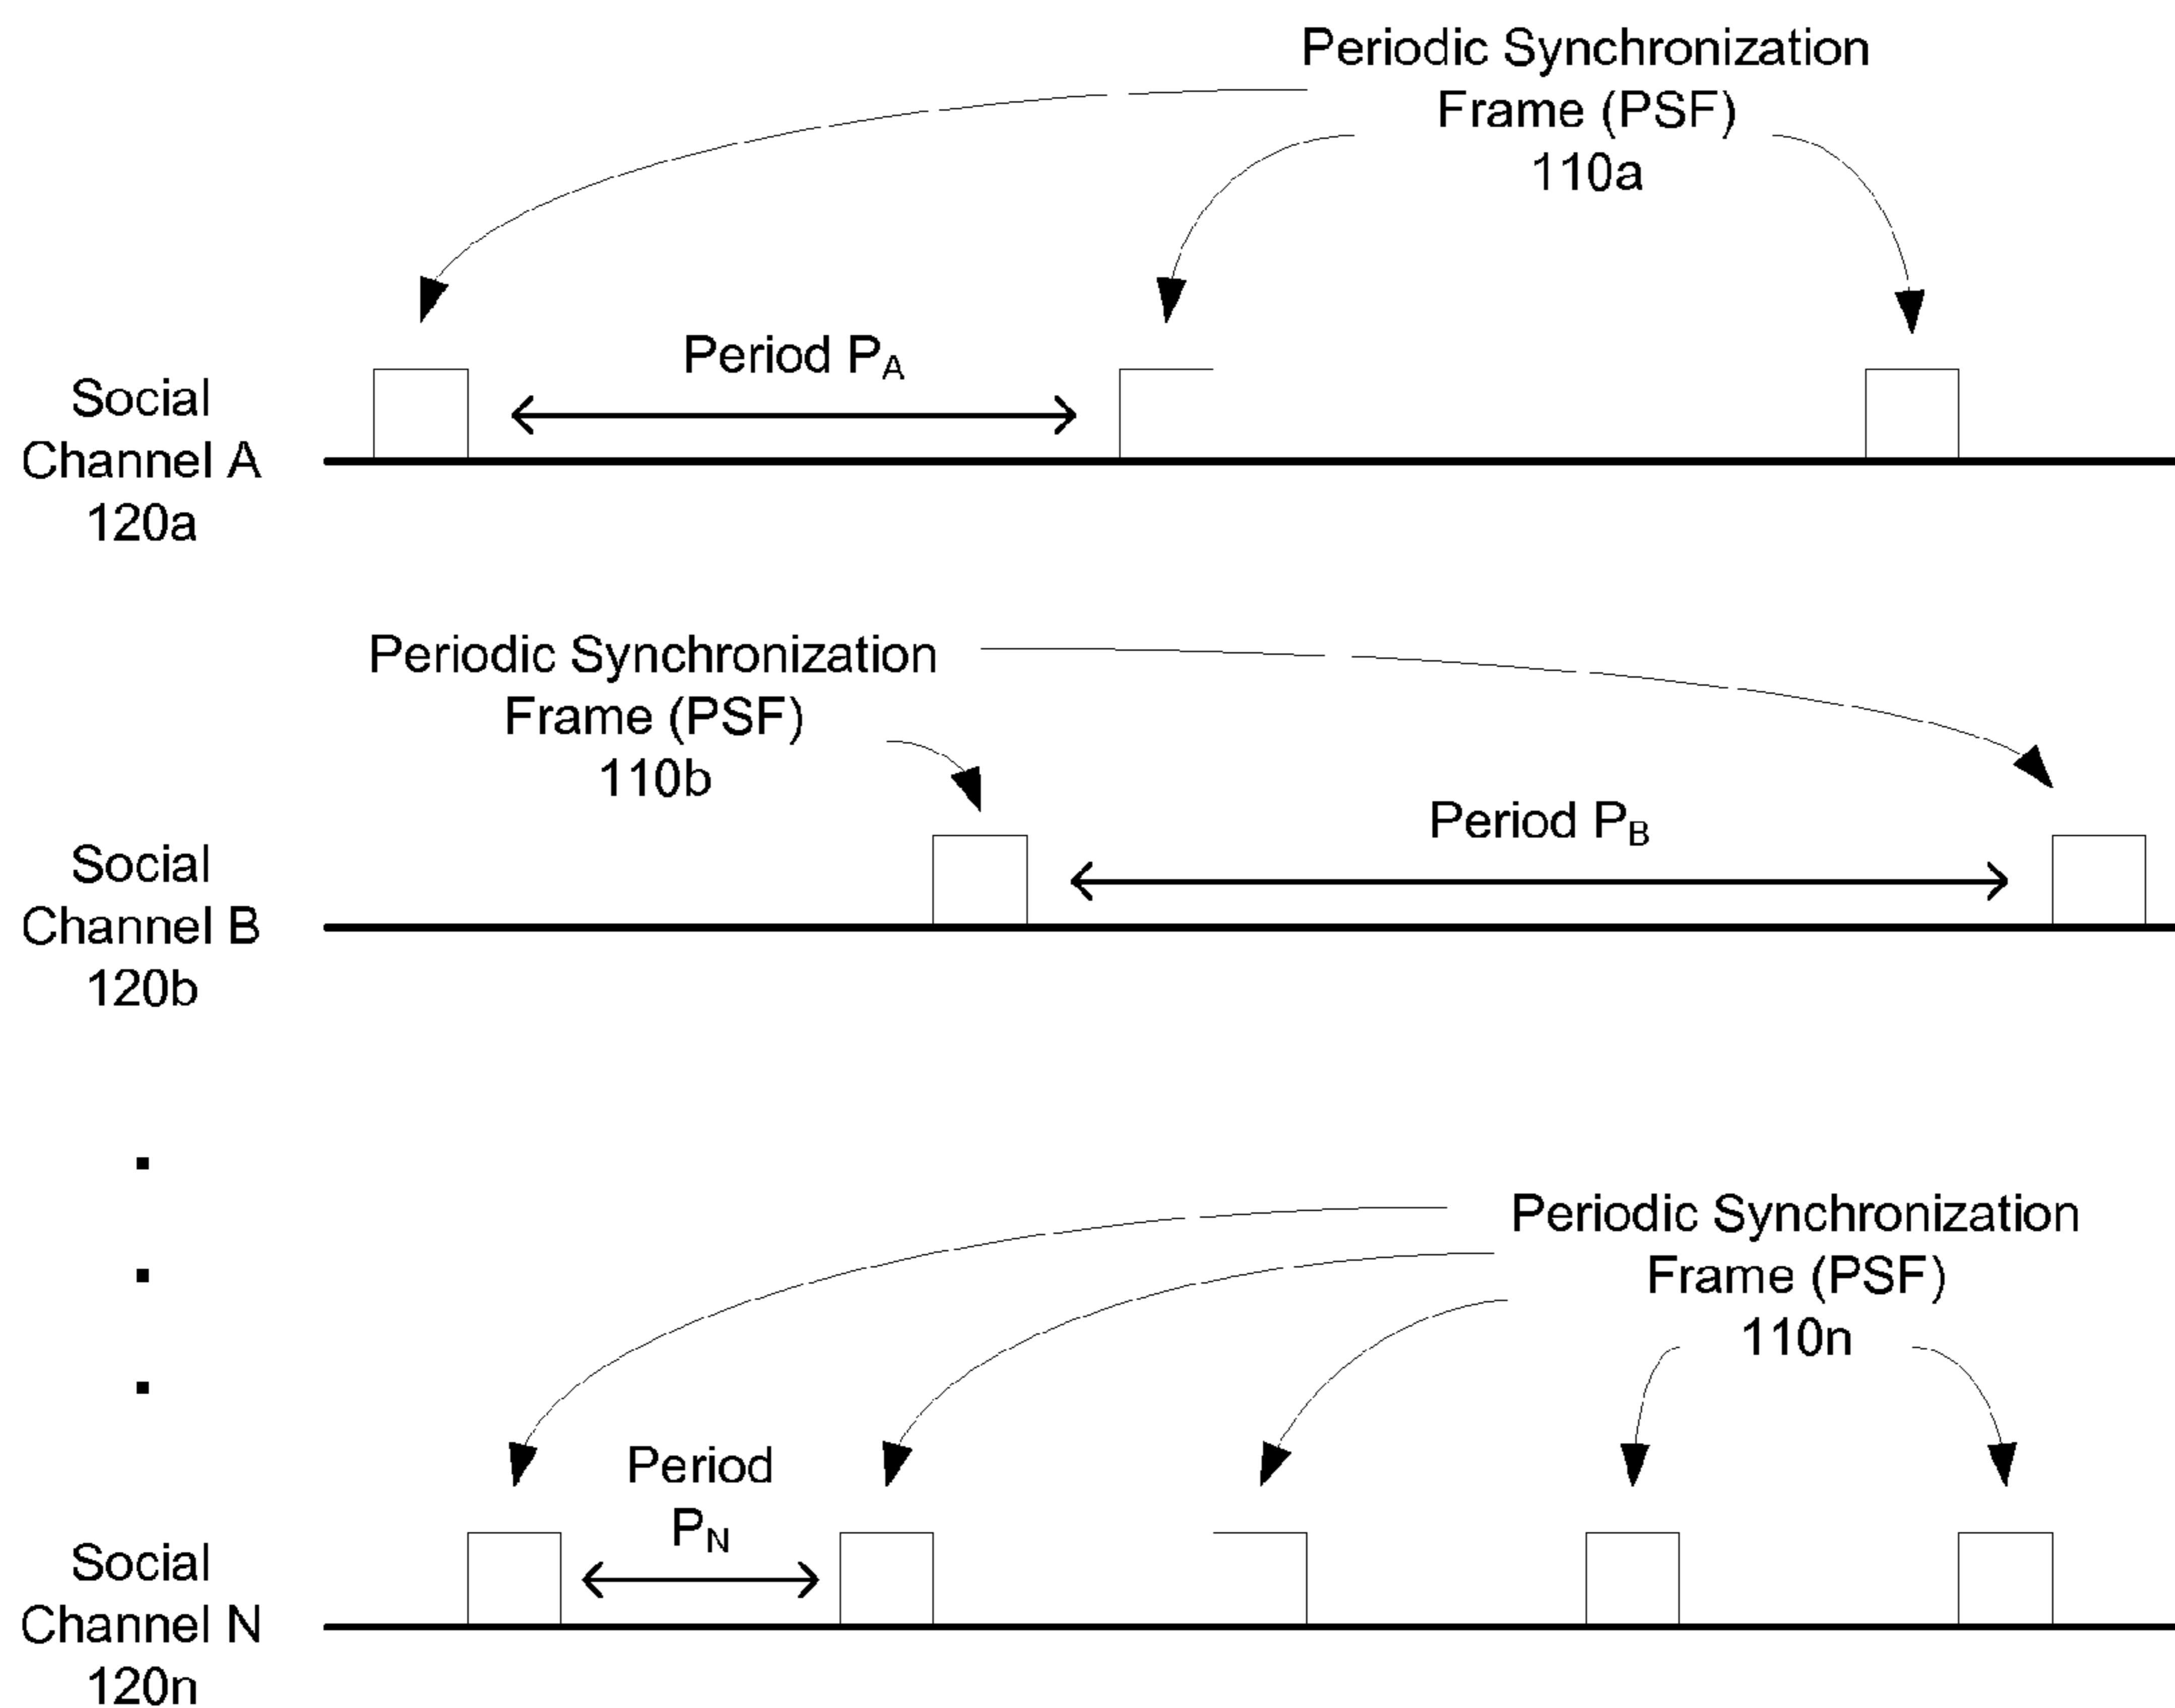 Periodic Synchronization
Frame (PSF)
110a
Period PA
Social
Channel A
120a
Periodic Synchronization
Frame (PSF)
110b
Period PB
Social
Channel B
120b
Periodic Synchronization
Frame (PSF)
110n
Period
PN
Social
Channel N
120n